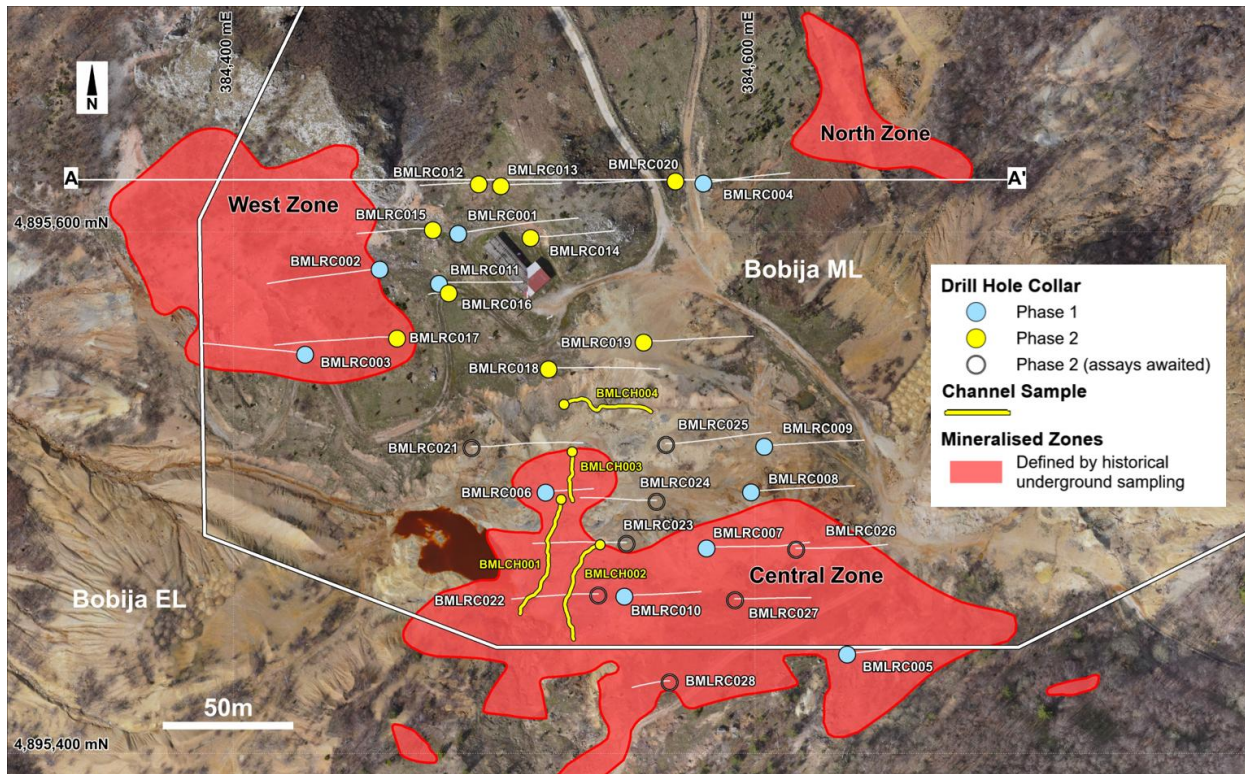 384,400 mE
384,600 mE
N
North Zone
A
BMLRC012
BMLRC013
BMLRC020
BMLRC004
A'
West Zone
BMLRC015
BMLRC001
4,895,600 mN
BMLRC014
BMLRC002
BMLRC011
Bobija ML
BMLRC016
BMLRC017
BMLRC019
BMLRC003
BMLRC018
BMLCH004
Drill Hole Collar
Phase 1
Phase 2
Phase 2 (assays awaited)
Channel Sample
Mineralised Zones
Defined by historical
underground sampling
BMLRC021
BMLRC025
BMLRC009
BMLCH003
BMLRC006
BMLRC024
BMLRC008
BMLRC023
BMLRC007
BMLRC026
BMLCH001
BMLCH002
Central Zone
Bobija EL
BMLRC022
BMLRC010
BMLRC027
BMLRC005
BMLRC028
50m
4,895,400 mN